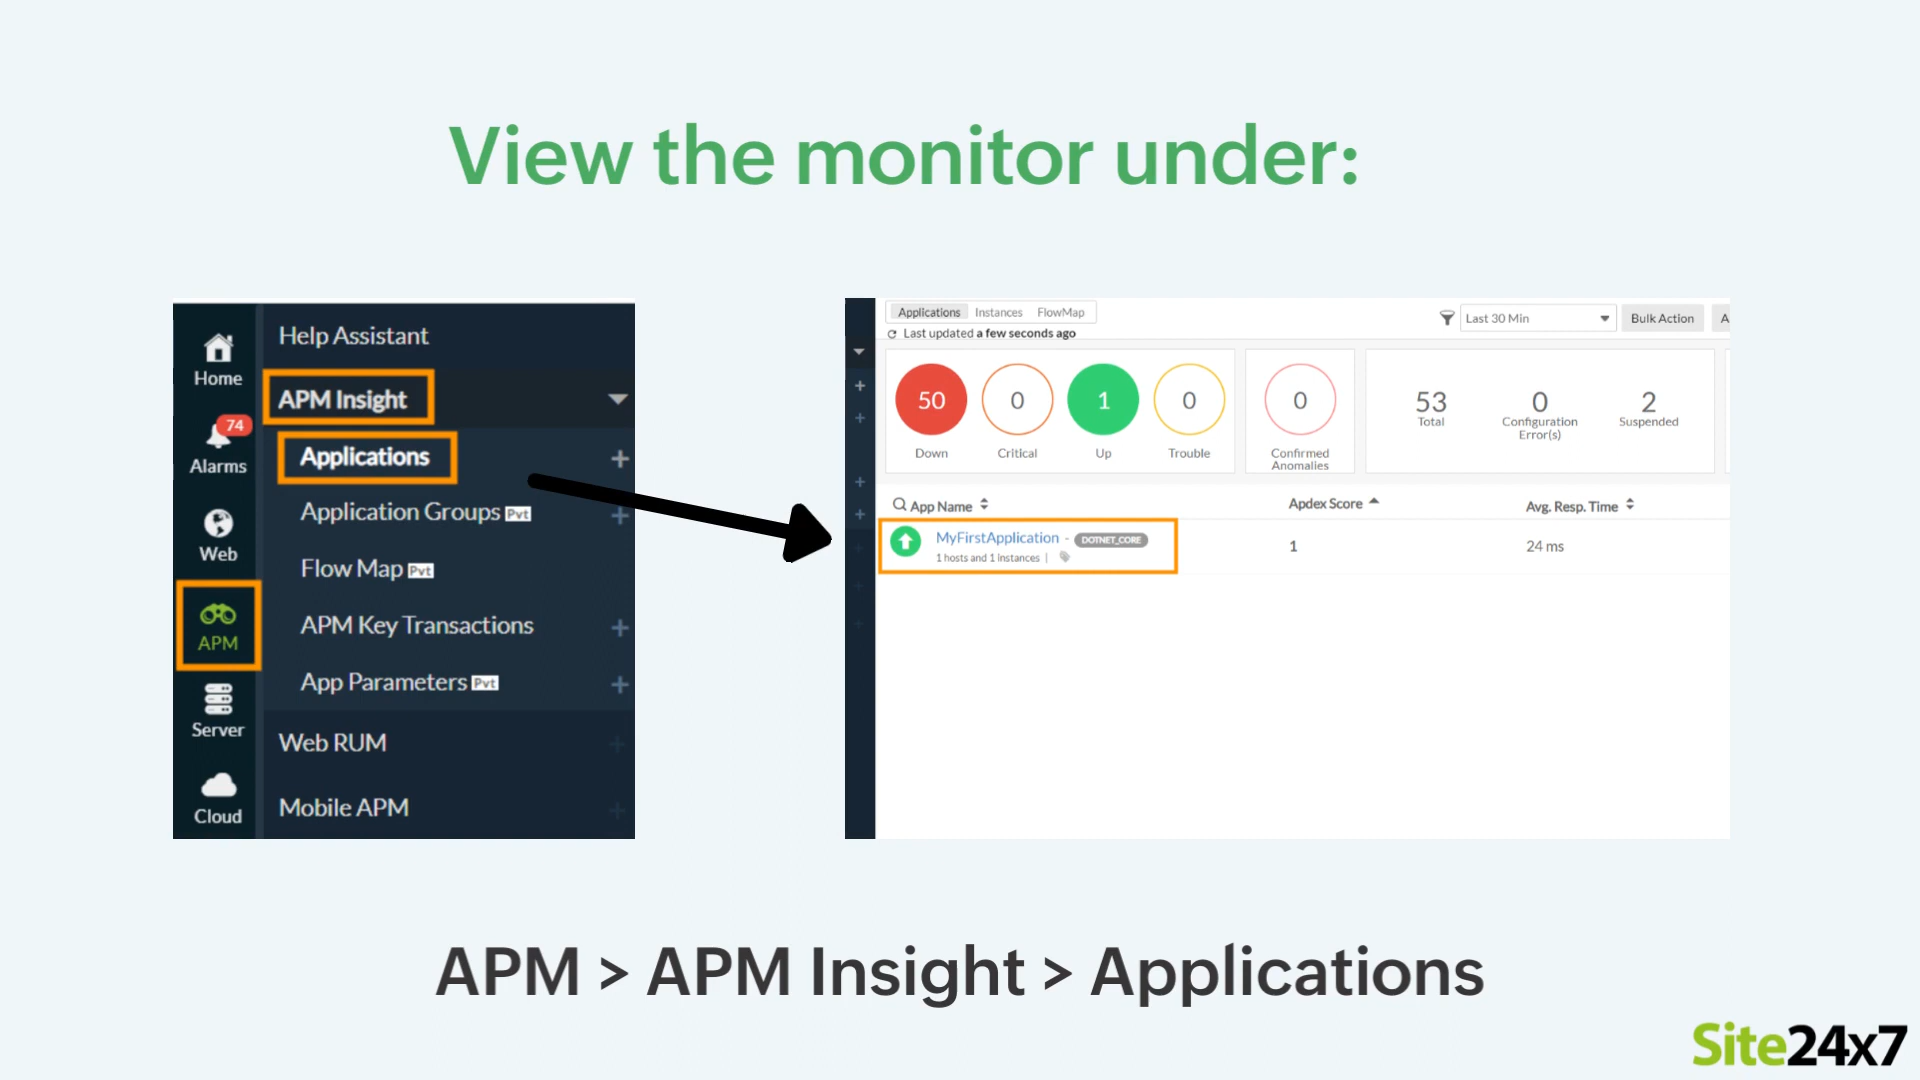 View the monitor under:
Home
74
Alarms
Web
APM
Server
Cloud
Help Assistant
APM Insight
Applications
Application Groups Pvt
Flow Map Pvt
APM Key Transactions
App Parameters Pvt
Web RUM
Mobile APM
Applications Instances FlowMap
Last updated a few seconds ago
Last 30 Min
Bulk Action
A
50 0 1 0 0
Down Critical Up Trouble
Confirmed
Anomalies
53 0 2
Total Configuration Suspended
Error(s)
App Name Apdex Score Avg. Resp. Time
MyFirstApplication - DOTNET_CORE
1 hosts and 1 instances |
1 24 ms
APM > APM Insight > Applications
Site24x7